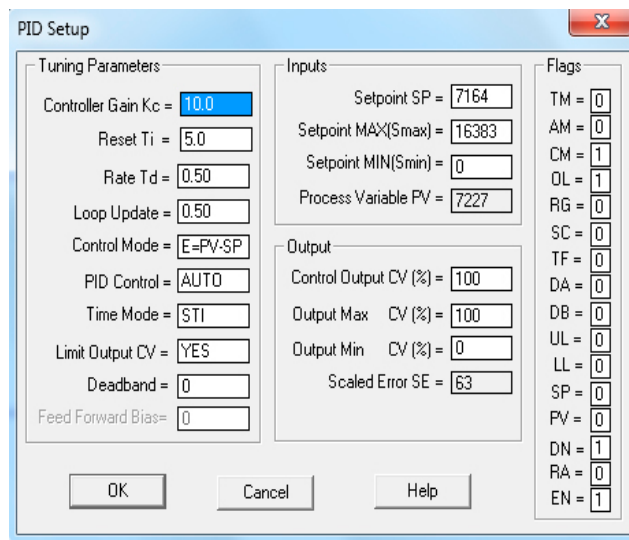 PID Setup
X
Tuning Parameters
Controller Gain Kc = 10.0
Reset Ti = 5.0
Rate Td = 0.50
Loop Update = 0.50
Control Mode = E=PV-SP
PID Control = AUTO
Time Mode = STI
Limit Output CV = YES
Deadband = 0
Feed Forward Bias= 0
Inputs
Setpoint SP = 7164
Setpoint MAX(Smax) = 16383
Setpoint MIN(Smin) = 0
Process Variable PV = 7227
Output
Control Output CV (%) = 100
Output Max CV (%) = 100
Output Min CV (%) = 0
Scaled Error SE = 63
Flags
TM = 0
AM = 0
CM = 1
OL = 1
RG = 0
SC = 0
TF = 0
DA = 0
DB = 0
UL = 0
LL = 0
SP = 0
PV = 0
DN = 1
RA = 0
EN = 1
OK
Cancel
Help